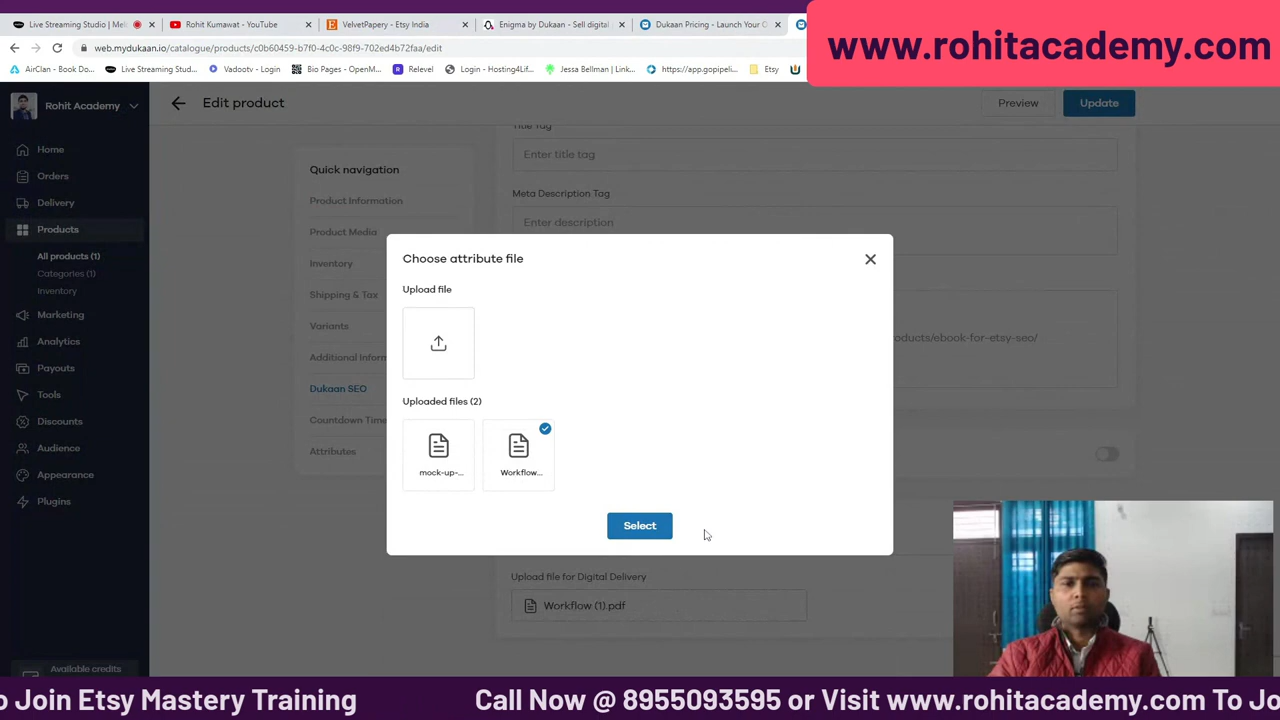 Live Streaming Studio | Mel
Rohit Kumawat - YouTube
VelvetPapery - Etsy India
Enigma by Dukaan - Sell digital
Dukaan Pricing - Launch Your O
www.rohitacademy.com
web.mydukaan.io/catalogue/products/c0b60459-b7f0-4c0c-98f9-702ed4b72faa/edit
AirClan - Book Do...
Live Streaming Stud...
Vadootv - Login
Bio Pages - OpenM...
Relevel
Login - Hosting4Lif...
Jessa Bellman | Link...
https://app.gopipeli...
Etsy
Rohit Academy
Edit product
Preview
Update
Home
Orders
Delivery
Products
All products (1)
Categories (1)
Inventory
Marketing
Analytics
Payouts
Tools
Discounts
Audience
Appearance
Plugins
Available credits
Quick navigation
Product Information
Product Media
Inventory
Shipping & Tax
Variants
Additional Inform
Dukaan SEO
Countdown Time
Attributes
Title Tag
Enter title tag
Meta Description Tag
Enter description
oducts/ebook-for-etsy-seo/
Choose attribute file
Upload file
Uploaded files (2)
mock-up-...
Workflow...
Select
Upload file for Digital Delivery
Workflow (1).pdf
o Join Etsy Mastery Training
Call Now @ 8955093595 or Visit www.rohitacademy.com To Jo